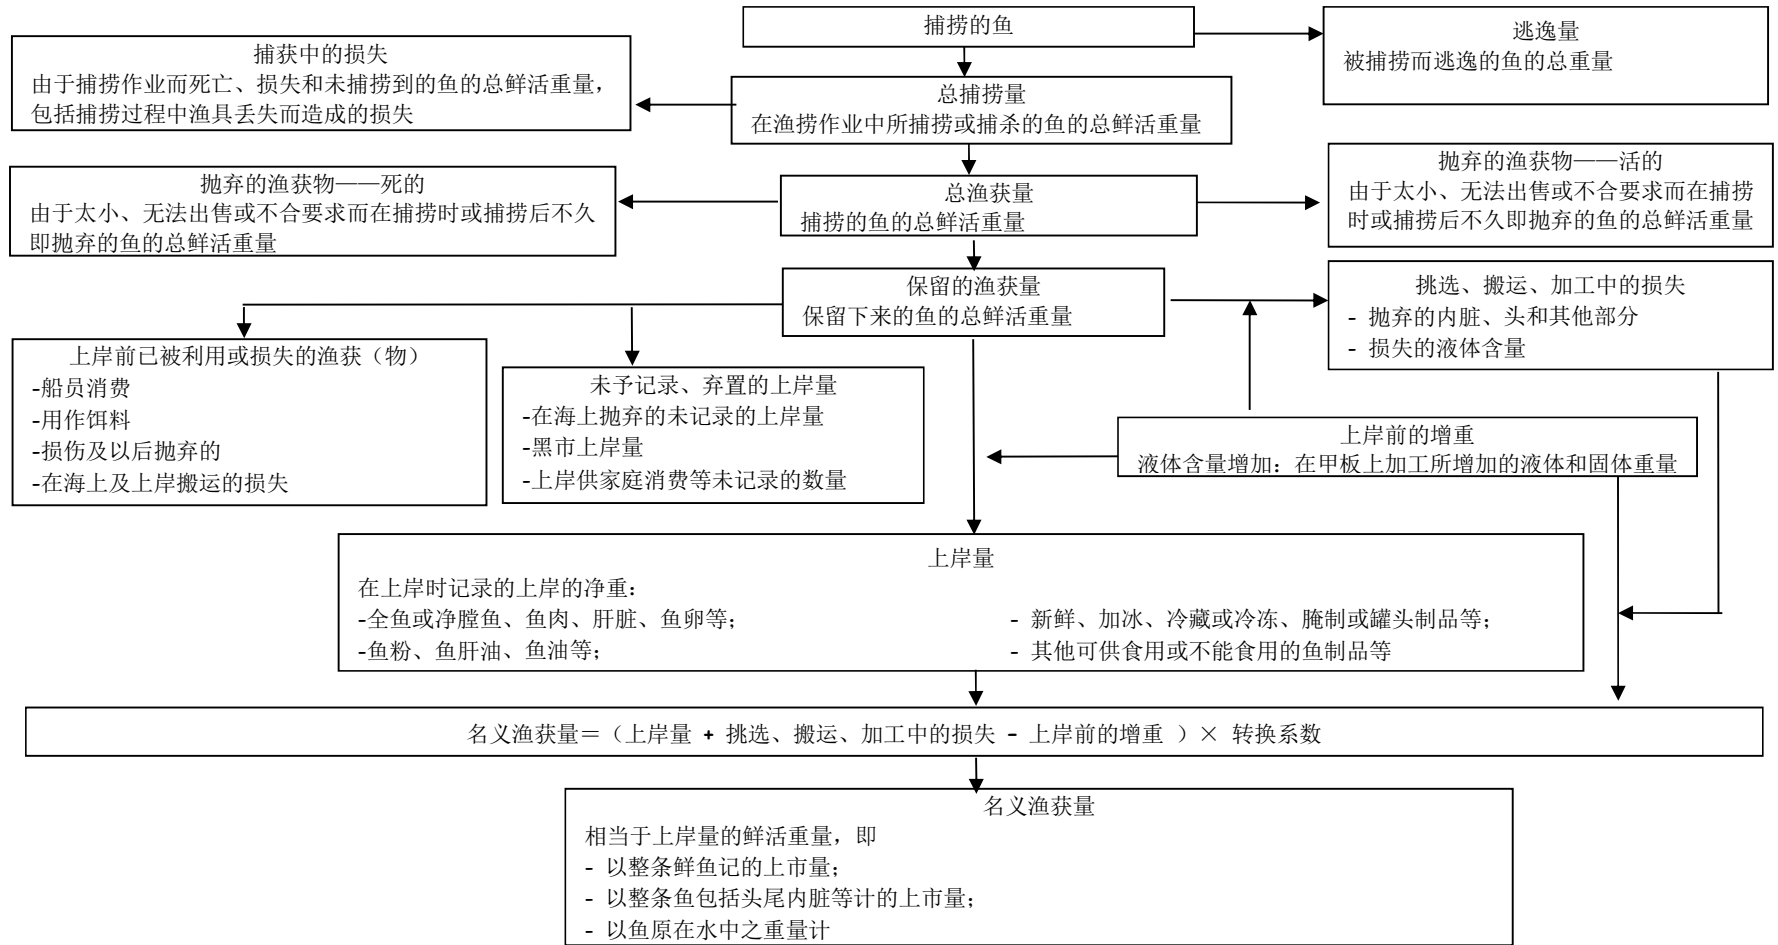 捕捞的鱼
逃逸量
被捕捞而逃逸的鱼的总重量
捕获中的损失
由于捕捞作业而死亡、损失和未捕捞到的鱼的总鲜活重量，
包括捕捞过程中渔具丢失而造成的损失
总捕捞量
在渔捞作业中所捕捞或捕杀的鱼的总鲜活重量
抛弃的渔获物——死的
由于太小、无法出售或不合要求而在捕捞时或捕捞后不久
即抛弃的鱼的总鲜活重量
总渔获量
捕捞的鱼的总鲜活重量
抛弃的渔获物——活的
由于太小、无法出售或不合要求而在捕捞
时或捕捞后不久即抛弃的鱼的总鲜活重量
保留的渔获量
保留下来的鱼的总鲜活重量
挑选、搬运、加工中的损失
- 抛弃的内脏、头和其他部分
- 损失的液体含量
上岸前已被利用或损失的渔获（物）
-船员消费
-用作饵料
-损伤及以后抛弃的
-在海上及上岸搬运的损失
未予记录、弃置的上岸量
-在海上抛弃的未记录的上岸量
-黑市上岸量
-上岸供家庭消费等未记录的数量
上岸前的增重
液体含量增加：在甲板上加工所增加的液体和固体重量
上岸量
在上岸时记录的上岸的净重：
-全鱼或净膛鱼、鱼肉、肝脏、鱼卵等；
- 新鲜、加冰、冷藏或冷冻、腌制或罐头制品等；
-鱼粉、鱼肝油、鱼油等；
- 其他可供食用或不能食用的鱼制品等
名义渔获量＝（上岸量 + 挑选、搬运、加工中的损失 - 上岸前的增重 ）× 转换系数
名义渔获量
相当于上岸量的鲜活重量，即
- 以整条鲜鱼记的上市量；
- 以整条鱼包括头尾内脏等计的上市量；
- 以鱼原在水中之重量计